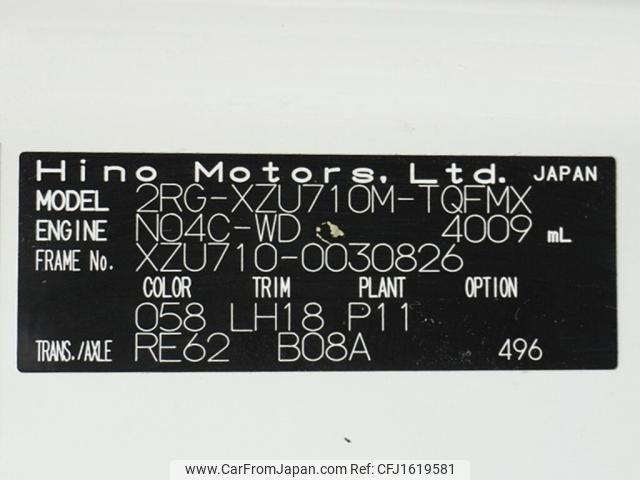 Hino Motors, Ltd. JAPAN
MODEL 2RG-XZU710M-TQFMX
ENGINE N04C-WD 4009 mL
FRAME No. XZU710-0030826
COLOR TRIM PLANT OPTION
058 LH18 P11
TRANS./AXLE RE62 B08A 496
www.CarFromJapan.com CFJ1619581